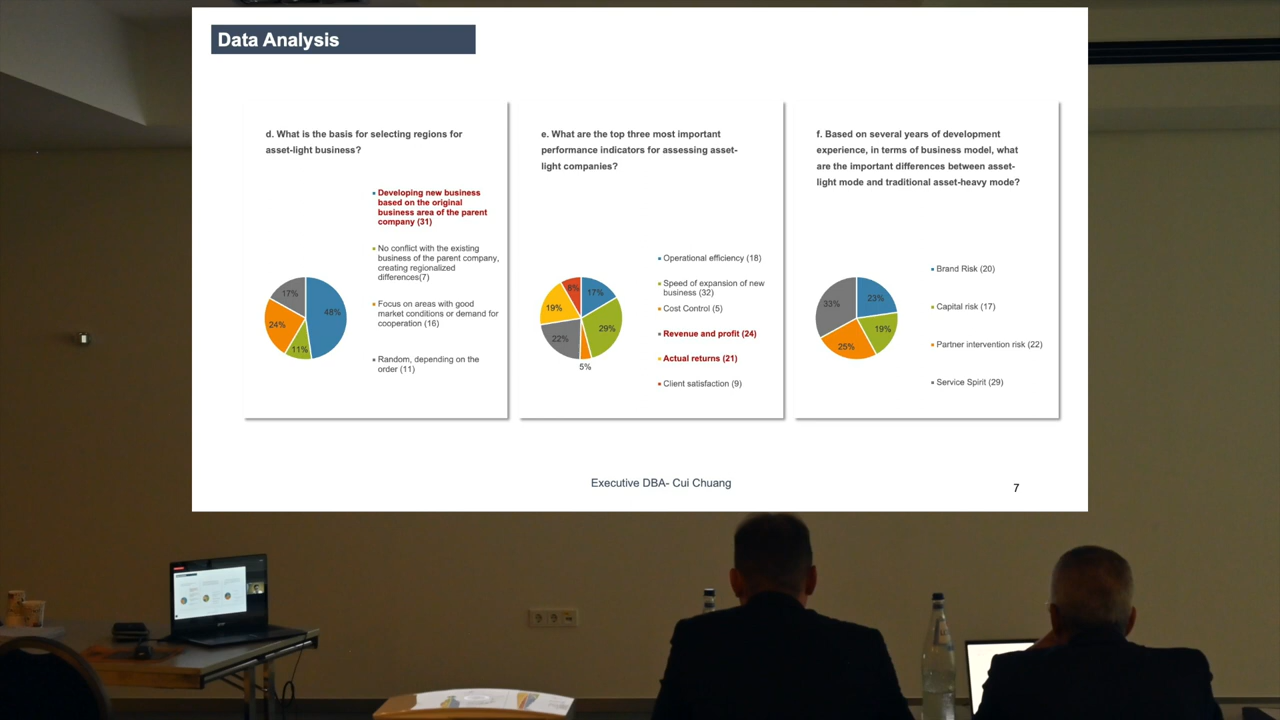 Data Analysis
d. What is the basis for selecting regions for
asset-light business?
Developing new business
based on the original
business area of the parent
company (31)
No conflict with the existing
business of the parent company,
creating regionalized
differences(7)
Focus on areas with good
market conditions or demand for
cooperation (16)
Random, depending on the
order (11)
17%
48%
24%
11%
e. What are the top three most important
performance indicators for assessing asset-
light companies?
Operational efficiency (18)
Speed of expansion of new
business (32)
Cost Control (5)
Revenue and profit (24)
Actual returns (21)
Client satisfaction (9)
8%
17%
19%
29%
22%
5%
f. Based on several years of development
experience, in terms of business model, what
are the important differences between asset-
light mode and traditional asset-heavy mode?
Brand Risk (20)
Capital risk (17)
Partner intervention risk (22)
Service Spirit (29)
33%
23%
19%
25%
Executive DBA- Cui Chuang
7